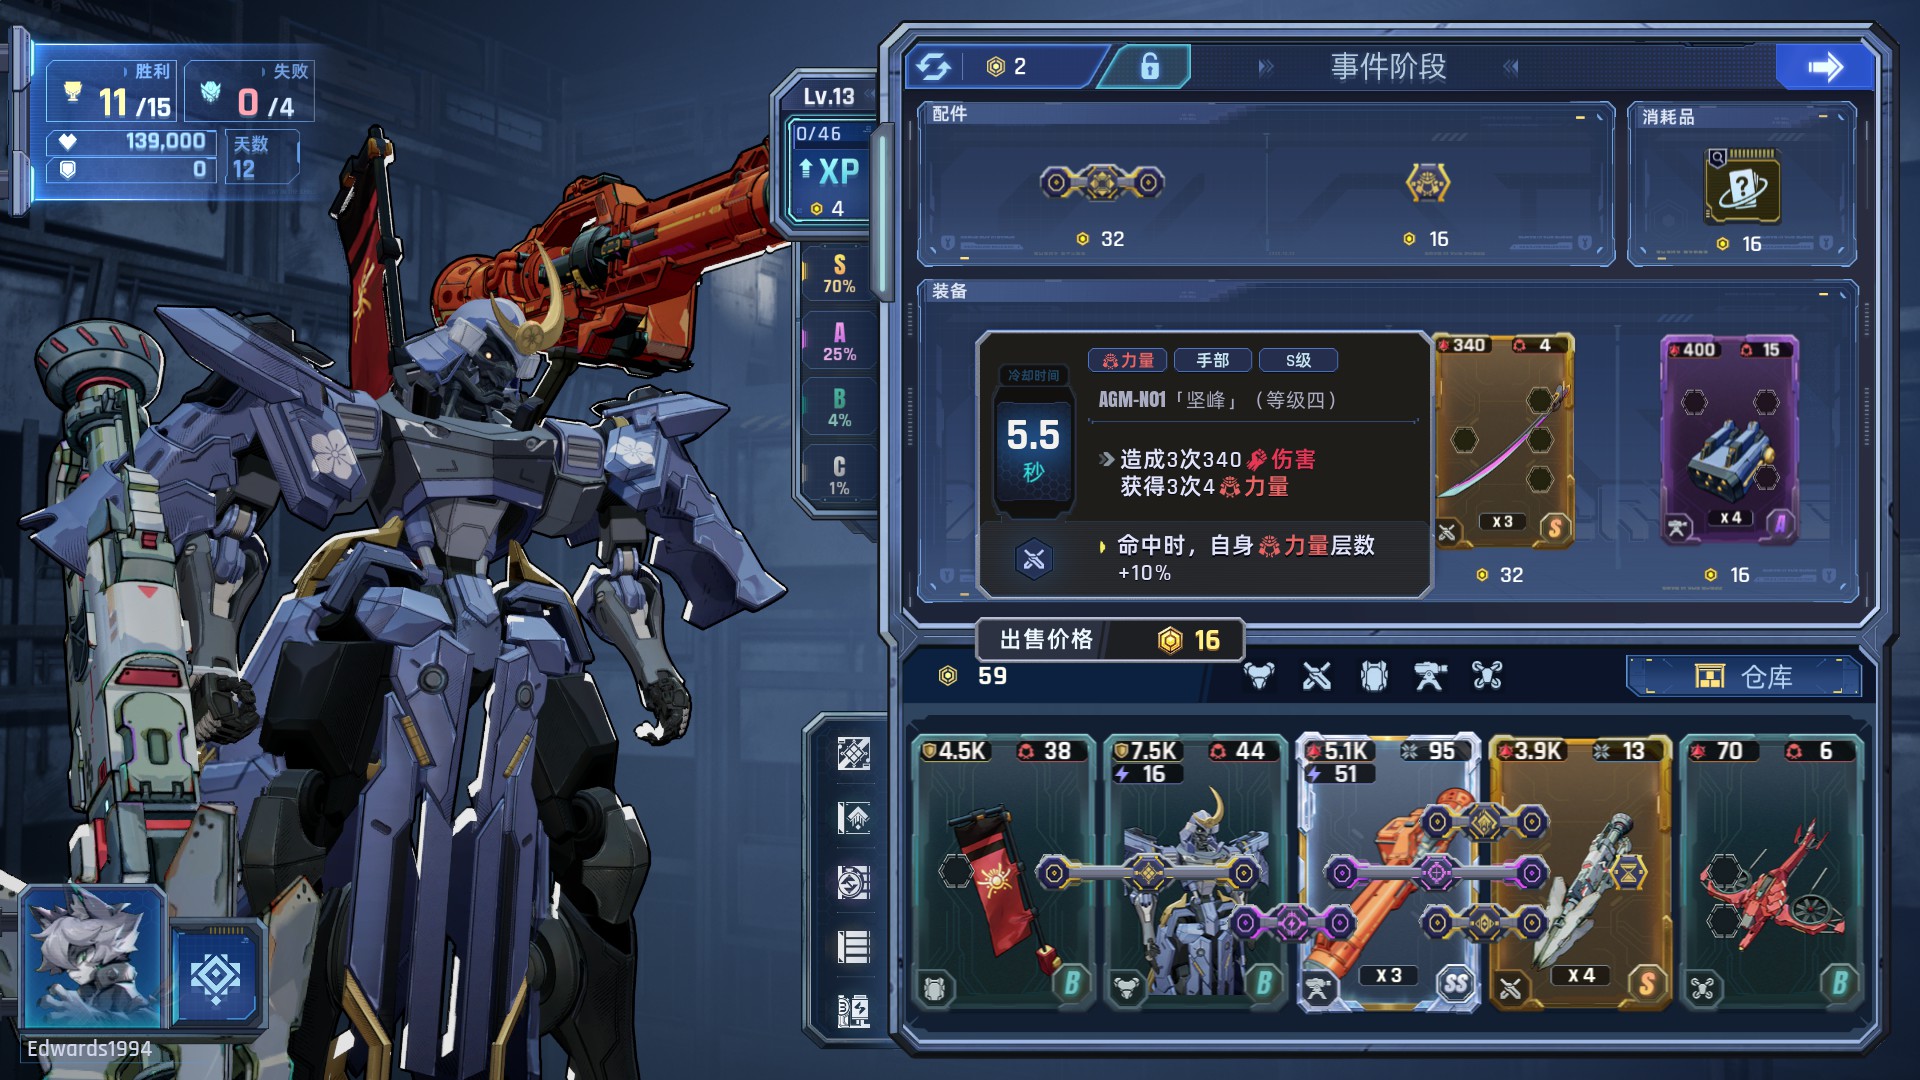 胜利
11/15
失败
0/4
139,000
0
天数
12
Lv.13
0/46
XP
4
S
70%
A
25%
B
4%
C
1%
2
事件阶段
配件
32
16
消耗品
16
装备
冷却时间
5.5
秒
力量
手部
S级
AGM-N01「坚峰」（等级四）
造成3次340伤害
获得3次4力量
命中时，自身力量层数
+10%
340
4
x3
S
32
400
15
x4
A
16
出售价格
16
59
仓库
4.5K
38
B
7.5K
44
16
B
5.1K
95
51
x3
SS
3.9K
13
x4
S
70
6
B
Edwards1994